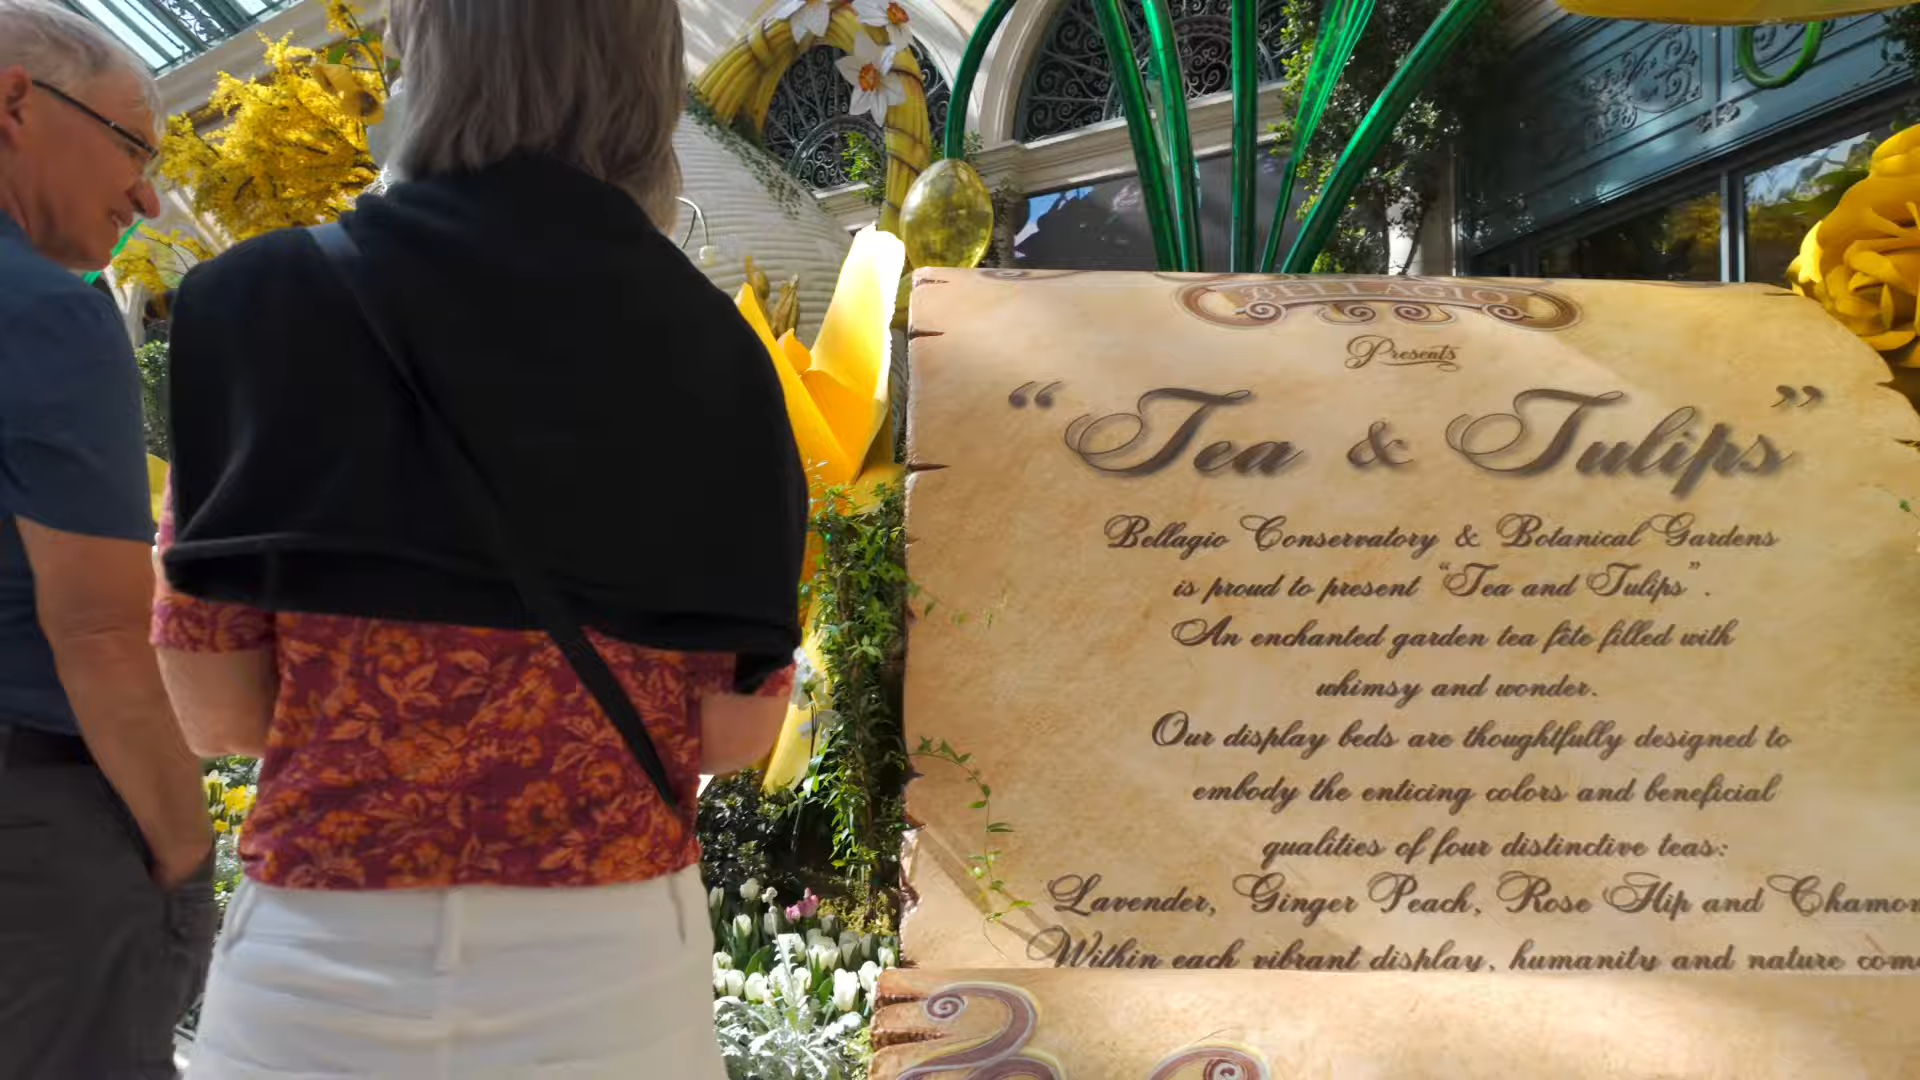 BELLAGIO
Presents
“Tea & Tulips”
Bellagio Conservatory & Botanical Gardens
is proud to present “Tea and Tulips”.
An enchanted garden tea fête filled with
whimsy and wonder.
Our display beds are thoughtfully designed to
embody the enticing colors and beneficial
qualities of four distinctive teas:
Lavender, Ginger Peach, Rose Hip and
Within each vibrant display, humanity and nature